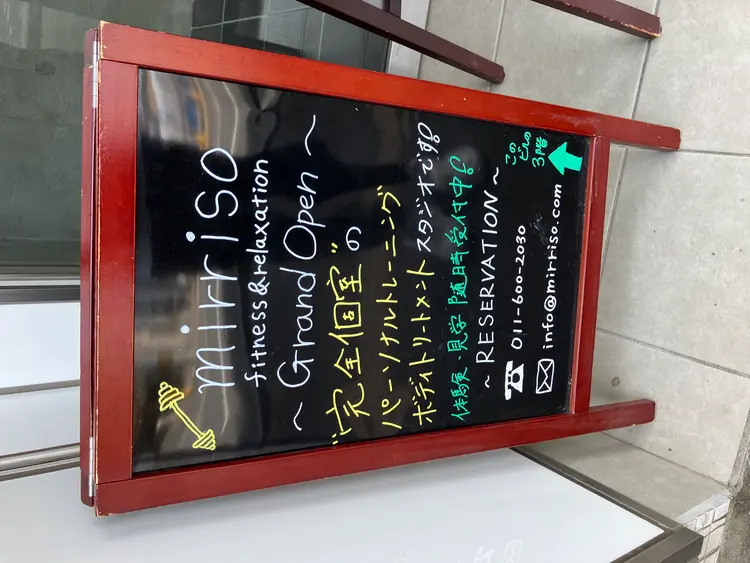 mirriso
fitness&relaxation
～Grand Open～
"完全個室"の
パーソナルトレーニング
ボディトリートメントスタジオです!
体験・見学随時受付中!
～RESERVATION～
011-600-2030
info@mirriso.com
この
ビルの
3階